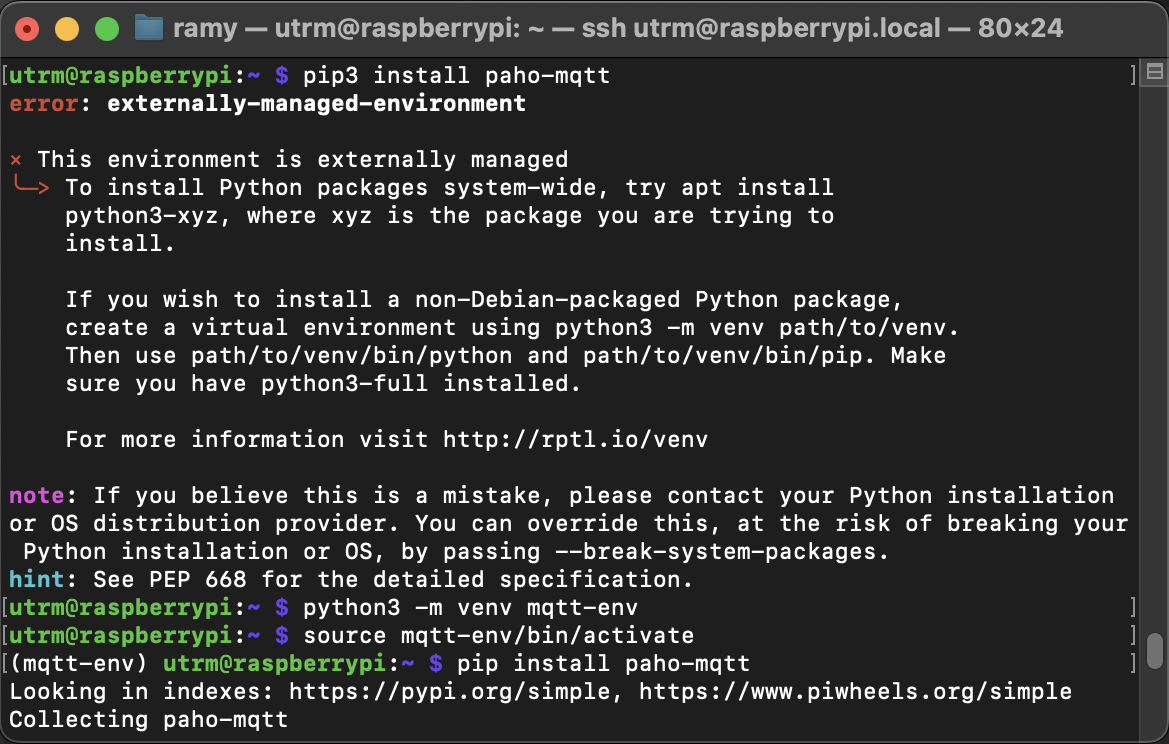 ramy — utrm@raspberrypi: ~ — ssh utrm@raspberrypi.local — 80×24
[utrm@raspberrypi:~ $ pip3 install paho-mqtt ]
error: externally-managed-environment
× This environment is externally managed
╰─> To install Python packages system-wide, try apt install
python3-xyz, where xyz is the package you are trying to
install.
If you wish to install a non-Debian-packaged Python package,
create a virtual environment using python3 -m venv path/to/venv.
Then use path/to/venv/bin/python and path/to/venv/bin/pip. Make
sure you have python3-full installed.
For more information visit http://rptl.io/venv
note: If you believe this is a mistake, please contact your Python installation
or OS distribution provider. You can override this, at the risk of breaking your
Python installation or OS, by passing --break-system-packages.
hint: See PEP 668 for the detailed specification.
[utrm@raspberrypi:~ $ python3 -m venv mqtt-env ]
[utrm@raspberrypi:~ $ source mqtt-env/bin/activate ]
[(mqtt-env) utrm@raspberrypi:~ $ pip install paho-mqtt ]
Looking in indexes: https://pypi.org/simple, https://www.piwheels.org/simple
Collecting paho-mqtt